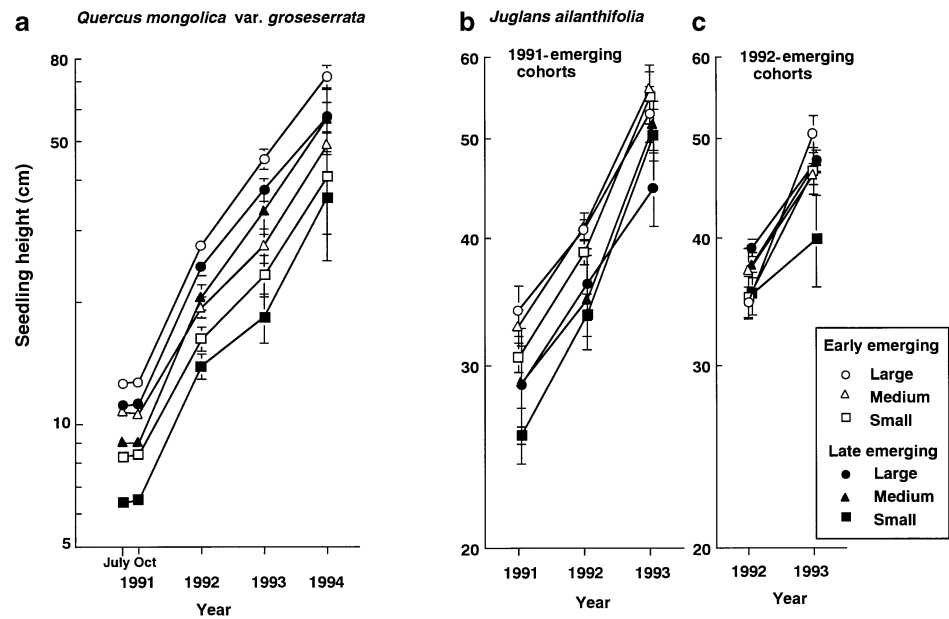 a Quercus mongolica var. groseserrata
80
50
10
5
Seedling height (cm)
July Oct
1991 1992 1993 1994
Year
b Juglans ailanthifolia
1991-emerging
cohorts
60
50
40
30
20
1991 1992 1993
Year
c
1992-emerging
cohorts
60
50
40
30
20
1992 1993
Year
Early emerging
Large
Medium
Small
Late emerging
Large
Medium
Small